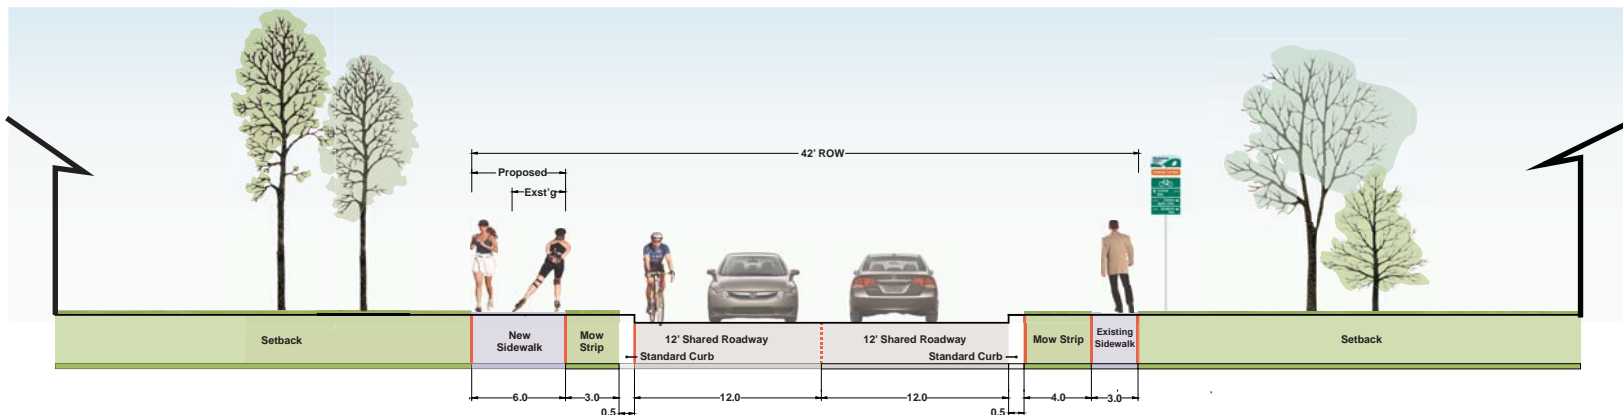 42' ROW
Proposed
Exst'g
Setback
New
Sidewalk
Mow
Strip
12' Shared Roadway
Standard Curb
12' Shared Roadway
Standard Curb
Mow Strip
Existing
Sidewalk
Setback
6.0
3.0
0.5
12.0
12.0
0.5
4.0
3.0